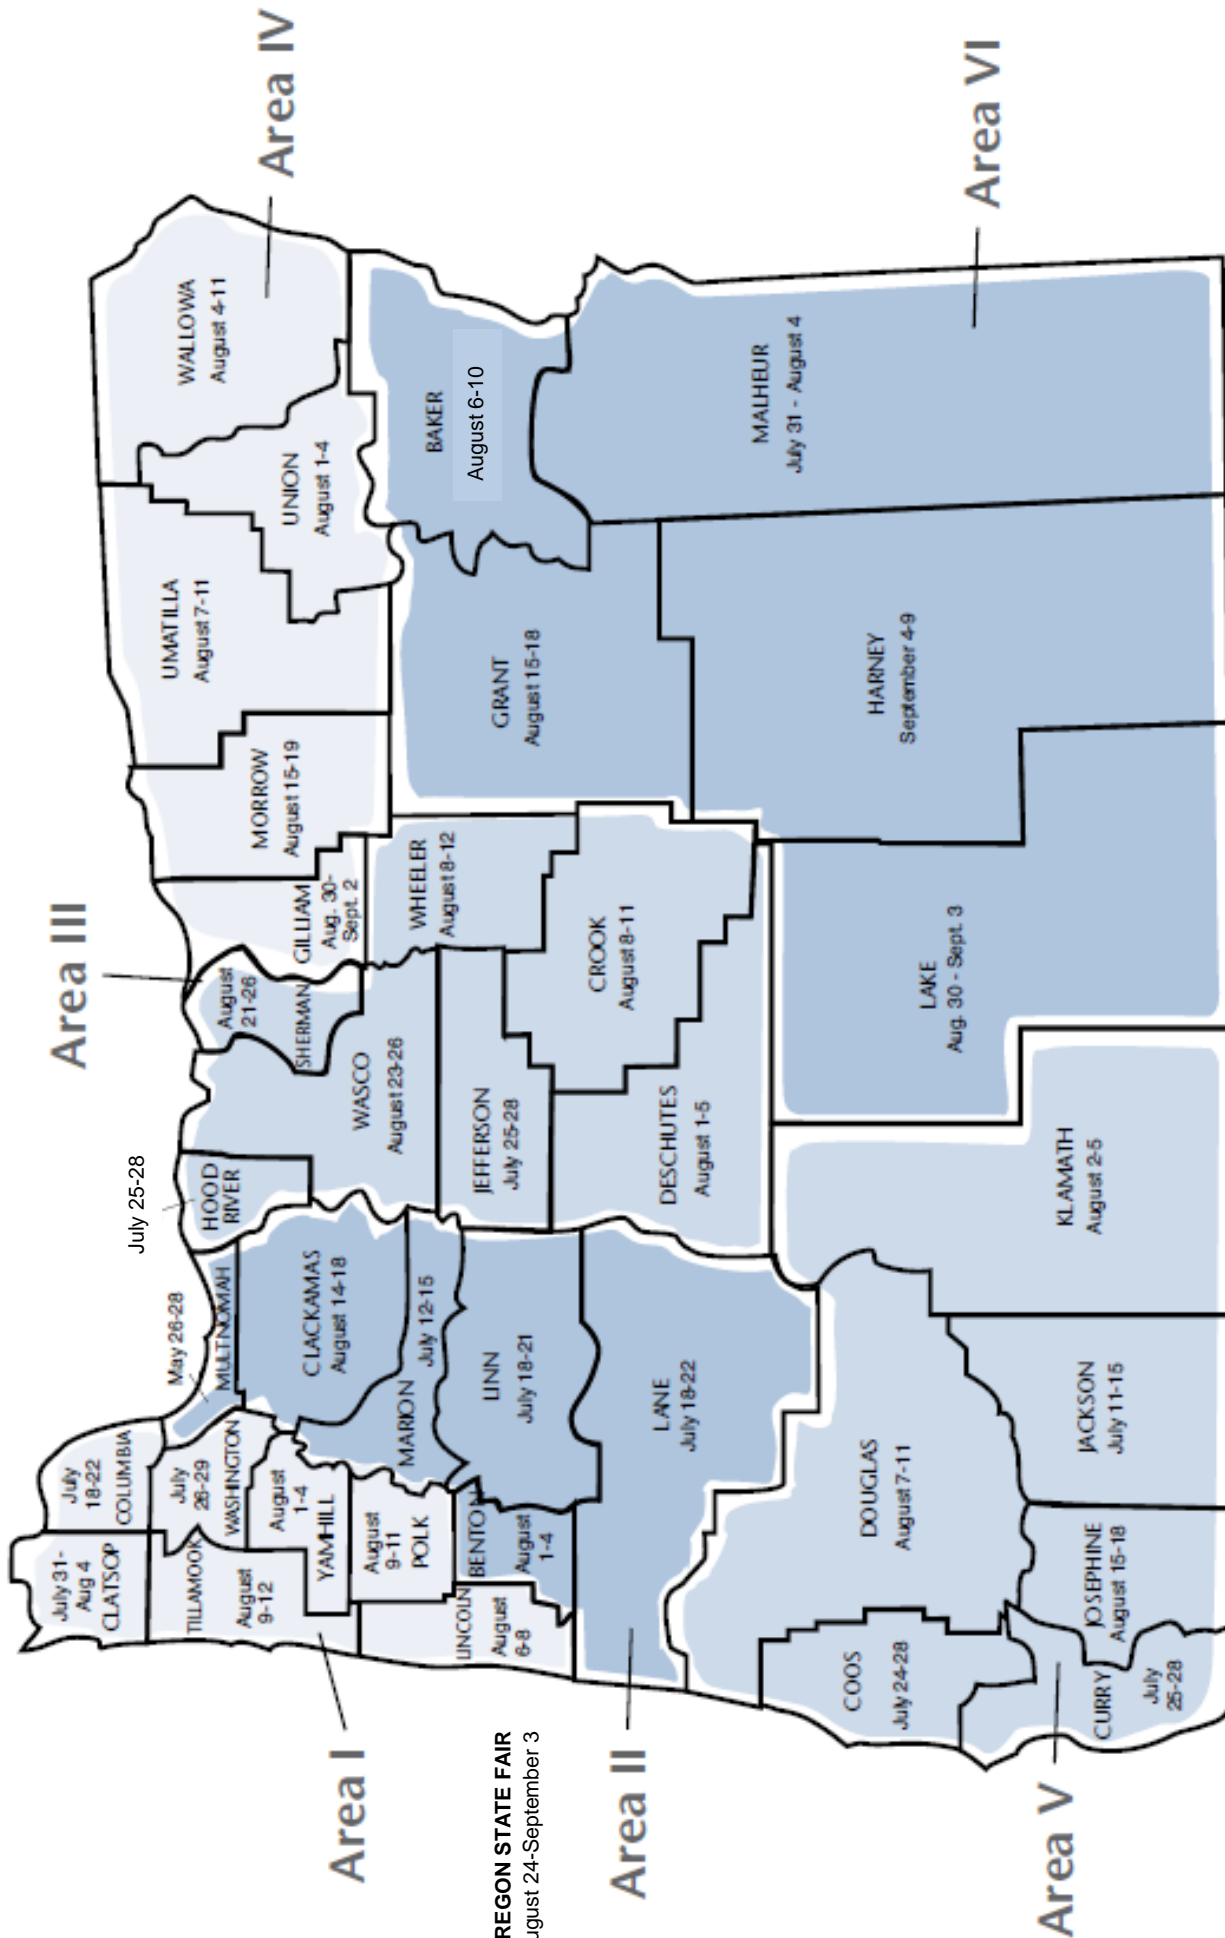 Area I
Area II
Area III
Area IV
Area V
Area VI
REGON STATE FAIR
ugust 24-September 3
July 31-
Aug 4
CLATSOP
July
18-22
COLUMBIA
TILLAMOOK
August
9-12
July
26-29
WASHINGTON
August
1-4
YAMHILL
August
9-11
POLK
LINCOLN
August
6-8
BENTON
August
1-4
May 26-28
MULTNOMAH
CLACKAMAS
August 14-18
MARION
July 12-15
LINN
July 18-21
LANE
July 18-22
July 25-28
HOOD
RIVER
August
21-26
SHERMAN
WASCO
August 23-26
JEFFERSON
July 25-28
DESCHUTES
August 1-5
CROOK
August 8-11
WHEELER
August 8-12
GILLIAM
Aug. 30-
Sept. 2
MORROW
August 15-19
UMATILLA
August 7-11
UNION
August 1-4
WALLOWA
August 4-11
BAKER
August 6-10
GRANT
August 15-18
MALHEUR
July 31 - August 4
HARNEY
September 4-9
LAKE
Aug. 30 - Sept. 3
KLAMATH
August 2-5
DOUGLAS
August 7-11
JACKSON
July 11-15
JOSEPHINE
August 15-18
COOS
July 24-28
CURRY
July
25-28